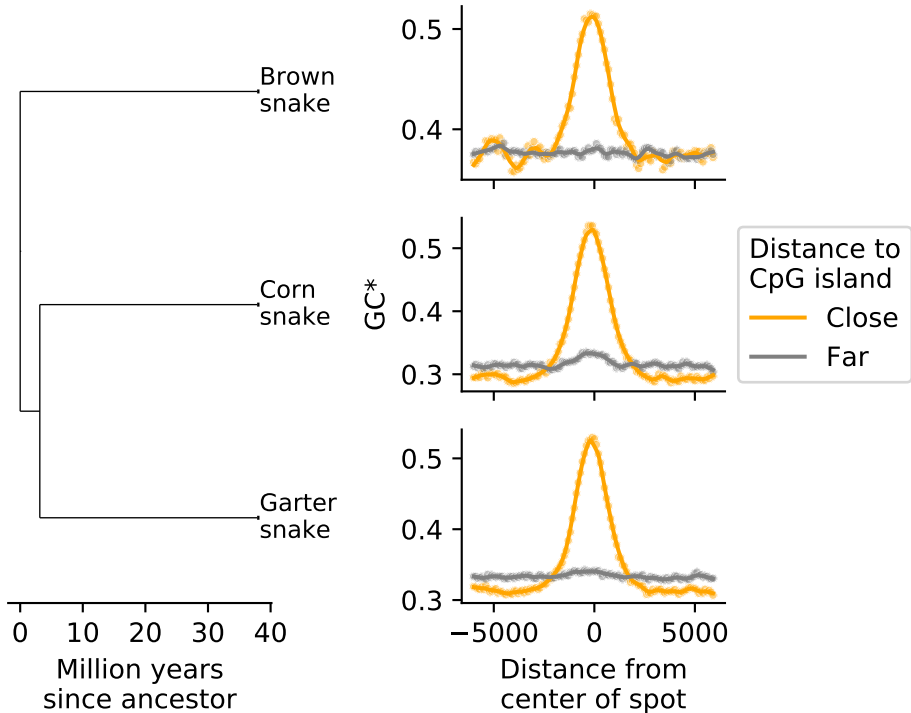 Brown
snake
Corn
snake
Garter
snake
0 10 20 30 40
Million years
since ancestor
0.5
0.4
0.5
0.4
0.3
0.5
0.4
0.3
GC*
−5000 0 5000
Distance from
center of spot
Distance to
CpG island
Close
Far